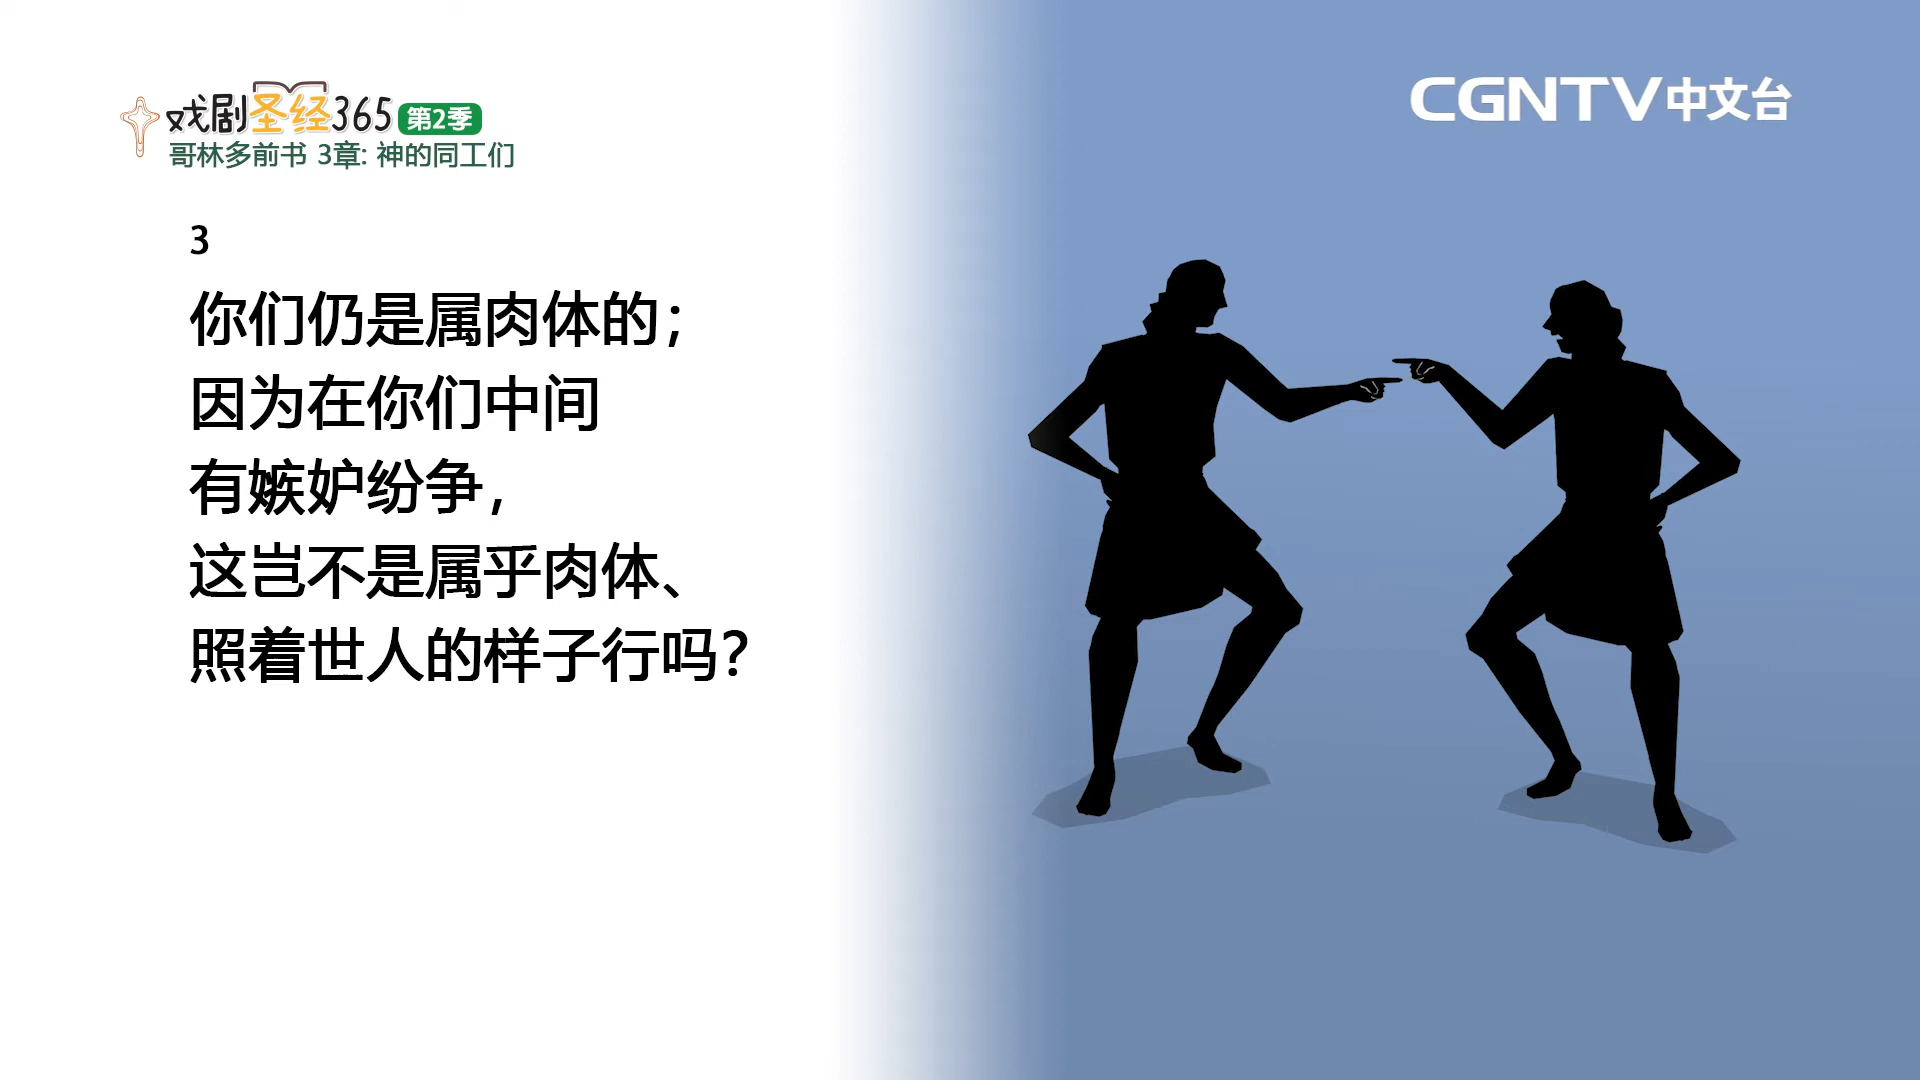 戏剧圣经365 第2季
哥林多前书 3章: 神的同工们
CGNTV中文台
3
你们仍是属肉体的;
因为在你们中间
有嫉妒纷争,
这岂不是属乎肉体、
照着世人的样子行吗?